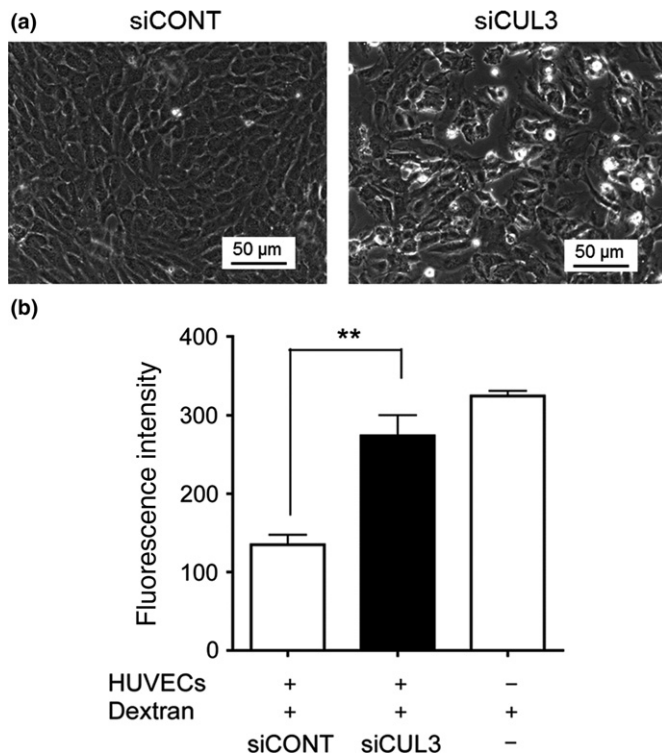 (a)
siCONT
siCUL3
50 µm
50 µm
(b)
Fluorescence intensity
400
300
200
100
0
**
HUVECs + + −
Dextran + + +
siCONT siCUL3 −